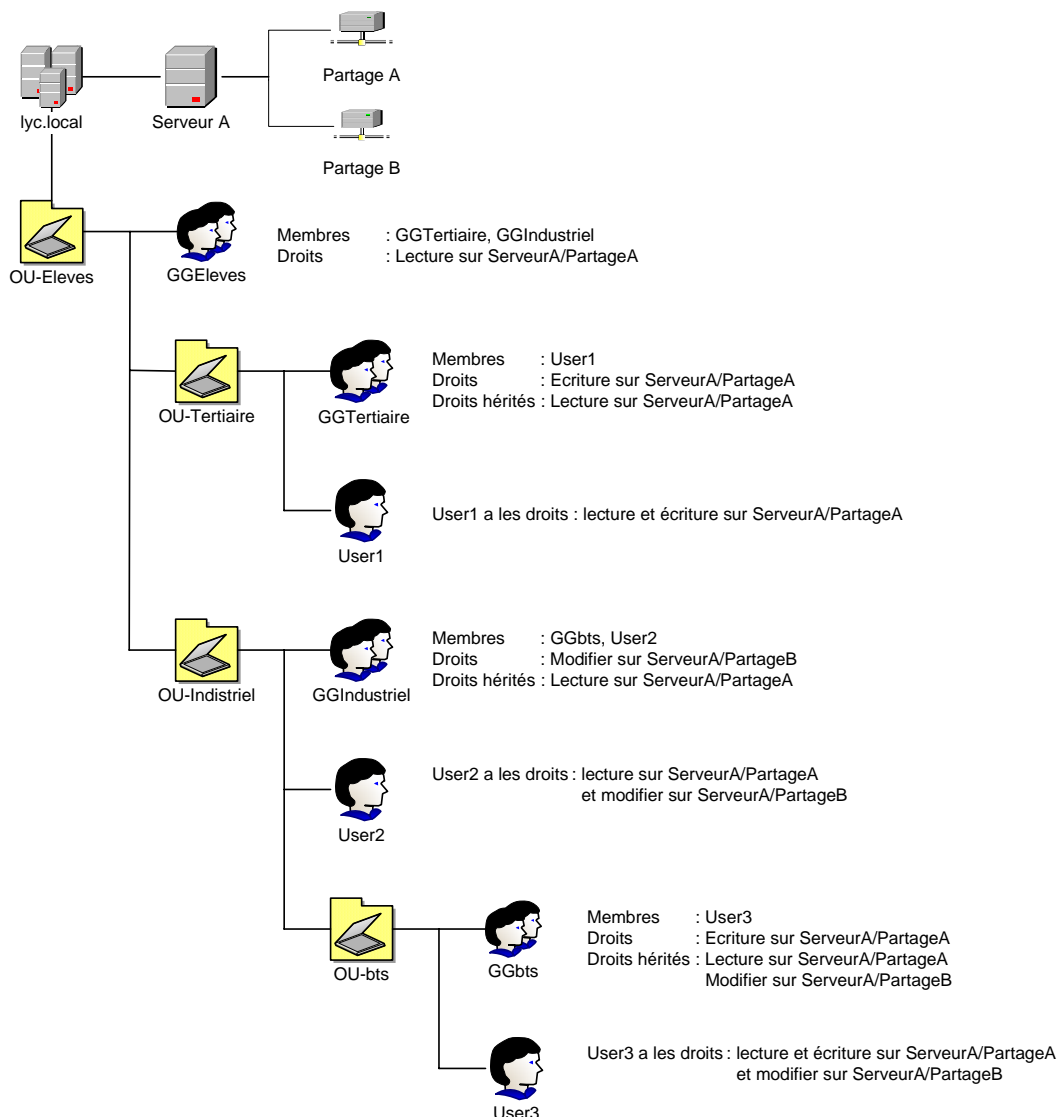 Partage A
lyc.local
Serveur A
Partage B
OU-Eleves
GGEleves
Membres : GGTertiaire, GGIndustriel
Droits : Lecture sur ServeurA/PartageA
OU-Tertiaire
GGTertiaire
Membres : User1
Droits : Ecriture sur ServeurA/PartageA
Droits hérités : Lecture sur ServeurA/PartageA
User1
User1 a les droits : lecture et écriture sur ServeurA/PartageA
OU-Indistriel
GGIndustriel
Membres : GGbts, User2
Droits : Modifier sur ServeurA/PartageB
Droits hérités : Lecture sur ServeurA/PartageA
User2
User2 a les droits : lecture sur ServeurA/PartageA
et modifier sur ServeurA/PartageB
OU-bts
GGbts
Membres : User3
Droits : Ecriture sur ServeurA/PartageA
Droits hérités : Lecture sur ServeurA/PartageA
Modifier sur ServeurA/PartageB
User3
User3 a les droits : lecture et écriture sur ServeurA/PartageA
et modifier sur ServeurA/PartageB